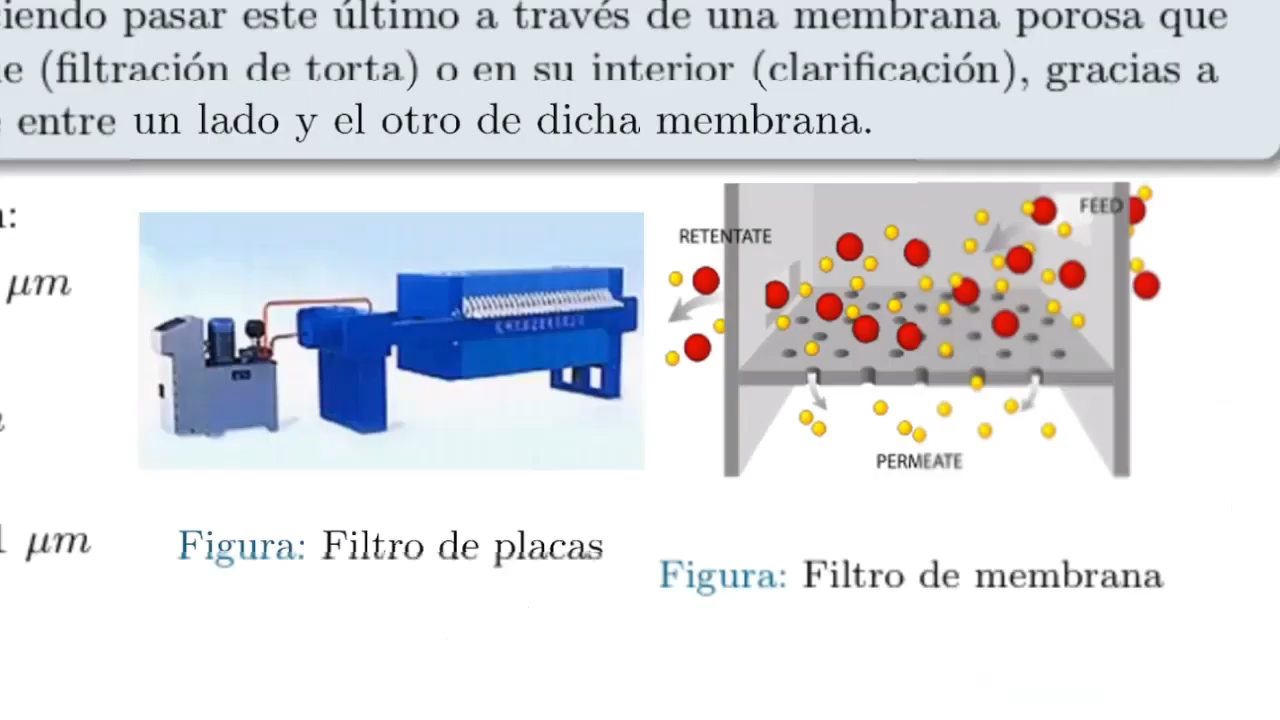 ciendo pasar este último a través de una membrana porosa que
e (filtración de torta) o en su interior (clarificación), gracias a
entre un lado y el otro de dicha membrana.
:
μm
RETENTATE
FEED
PERMEATE
μm
Figura: Filtro de placas
Figura: Filtro de membrana